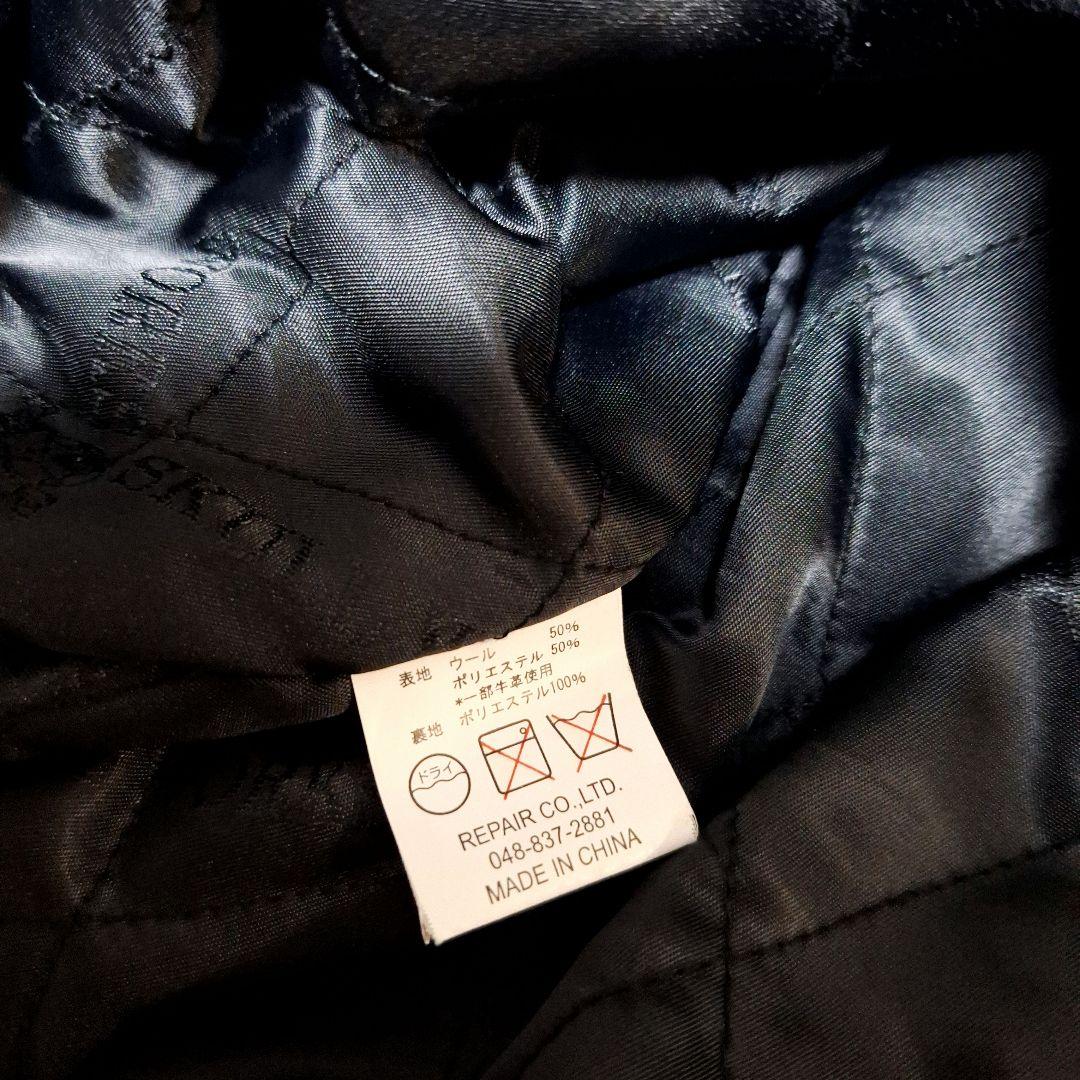 表地 ウール 50%
ポリエステル 50%
*一部牛革使用
裏地 ポリエステル100%
ドライ
REPAIR CO.,LTD.
048-837-2881
MADE IN CHINA